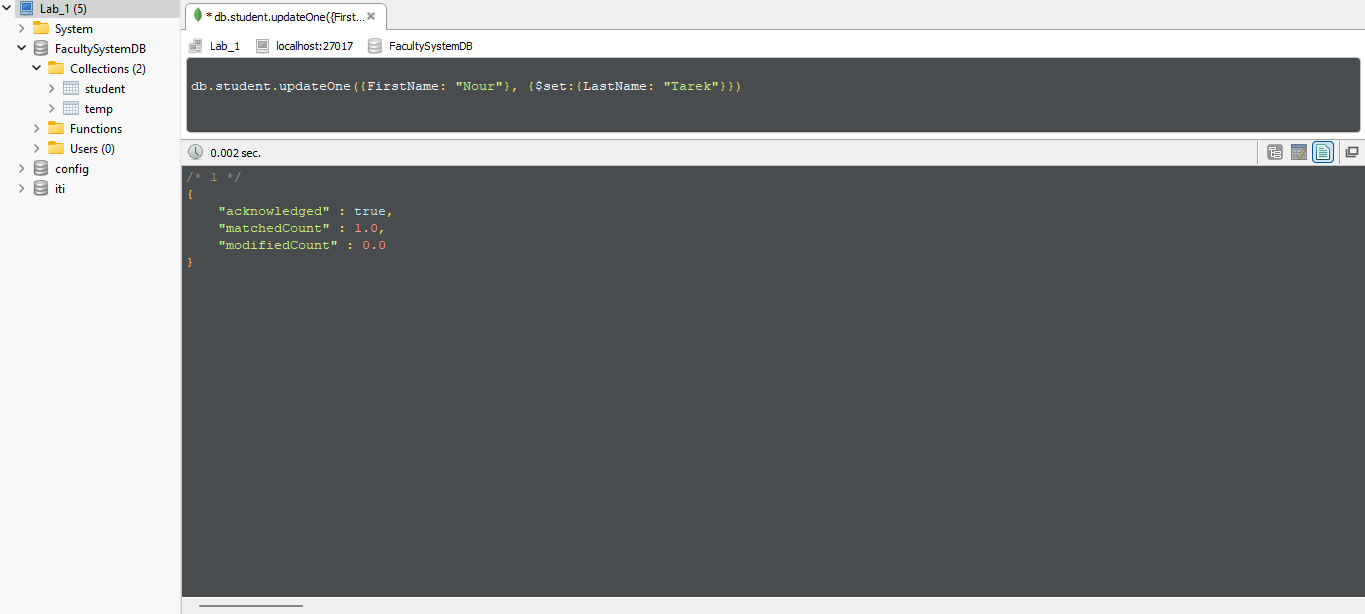 Lab_1 (5)
System
FacultySystemDB
Collections (2)
student
temp
Functions
Users (0)
config
iti
* db.student.updateOne({First...
Lab_1 localhost:27017 FacultySystemDB
db.student.updateOne({FirstName: "Nour"}, {$set:{LastName: "Tarek"}})
0.002 sec.
/* 1 */
{
    "acknowledged" : true,
    "matchedCount" : 1.0,
    "modifiedCount" : 0.0
}